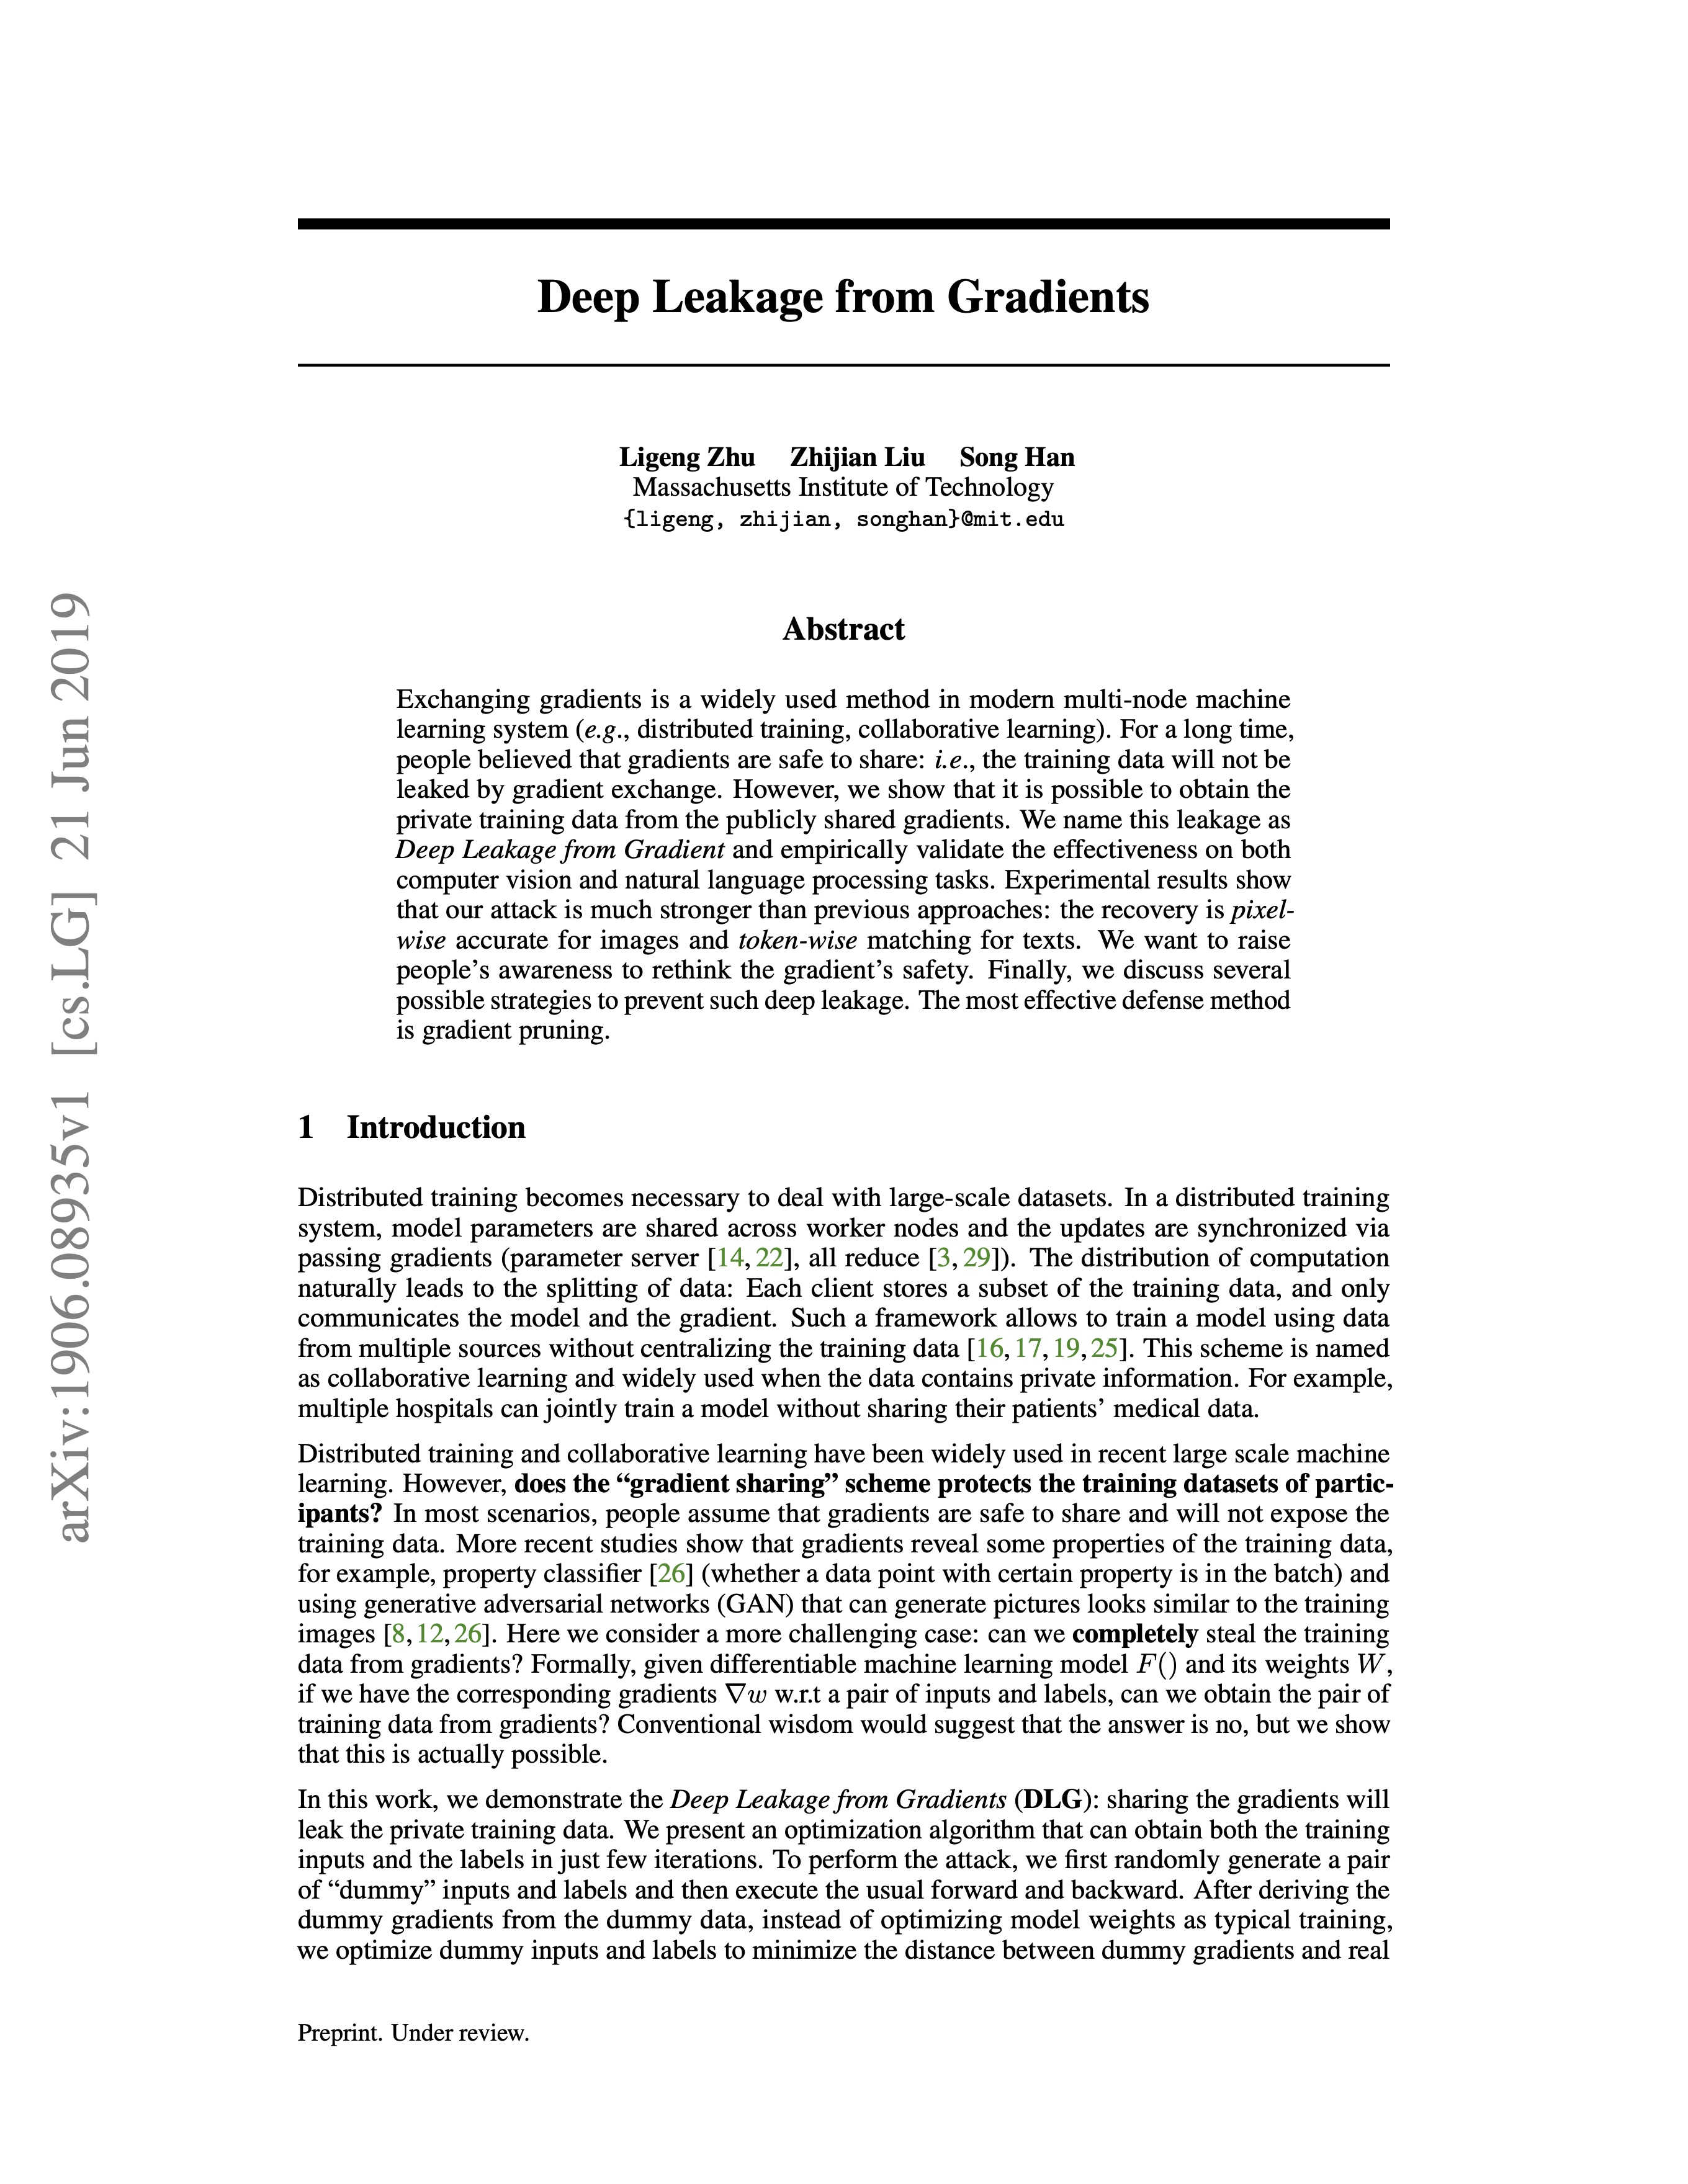 Deep Leakage from Gradients
Ligeng Zhu Zhijian Liu Song Han
Massachusetts Institute of Technology
{ligeng, zhijian, songhan}@mit.edu
Abstract
Exchanging gradients is a widely used method in modern multi-node machine
learning system (e.g., distributed training, collaborative learning). For a long time,
people believed that gradients are safe to share: i.e., the training data will not be
leaked by gradient exchange. However, we show that it is possible to obtain the
private training data from the publicly shared gradients. We name this leakage as
Deep Leakage from Gradient and empirically validate the effectiveness on both
computer vision and natural language processing tasks. Experimental results show
that our attack is much stronger than previous approaches: the recovery is pixel-
wise accurate for images and token-wise matching for texts. We want to raise
people's awareness to rethink the gradient's safety. Finally, we discuss several
possible strategies to prevent such deep leakage. The most effective defense method
is gradient pruning.
1 Introduction
Distributed training becomes necessary to deal with large-scale datasets. In a distributed training
system, model parameters are shared across worker nodes and the updates are synchronized via
passing gradients (parameter server [14, 22], all reduce [3, 29]). The distribution of computation
naturally leads to the splitting of data: Each client stores a subset of the training data, and only
communicates the model and the gradient. Such a framework allows to train a model using data
from multiple sources without centralizing the training data [16, 17, 19, 25]. This scheme is named
as collaborative learning and widely used when the data contains private information. For example,
multiple hospitals can jointly train a model without sharing their patients' medical data.
Distributed training and collaborative learning have been widely used in recent large scale machine
learning. However, does the “gradient sharing” scheme protects the training datasets of partic-
ipants? In most scenarios, people assume that gradients are safe to share and will not expose the
training data. More recent studies show that gradients reveal some properties of the training data,
for example, property classifier [26] (whether a data point with certain property is in the batch) and
using generative adversarial networks (GAN) that can generate pictures looks similar to the training
images [8, 12, 26]. Here we consider a more challenging case: can we completely steal the training
data from gradients? Formally, given differentiable machine learning model F() and its weights W,
if we have the corresponding gradients ∇w w.r.t a pair of inputs and labels, can we obtain the pair of
training data from gradients? Conventional wisdom would suggest that the answer is no, but we show
that this is actually possible.
In this work, we demonstrate the Deep Leakage from Gradients (DLG): sharing the gradients will
leak the private training data. We present an optimization algorithm that can obtain both the training
inputs and the labels in just few iterations. To perform the attack, we first randomly generate a pair
of “dummy” inputs and labels and then execute the usual forward and backward. After deriving the
dummy gradients from the dummy data, instead of optimizing model weights as typical training,
we optimize dummy inputs and labels to minimize the distance between dummy gradients and real
Preprint. Under review.
arXiv:1906.08935v1 [cs.LG] 21 Jun 2019